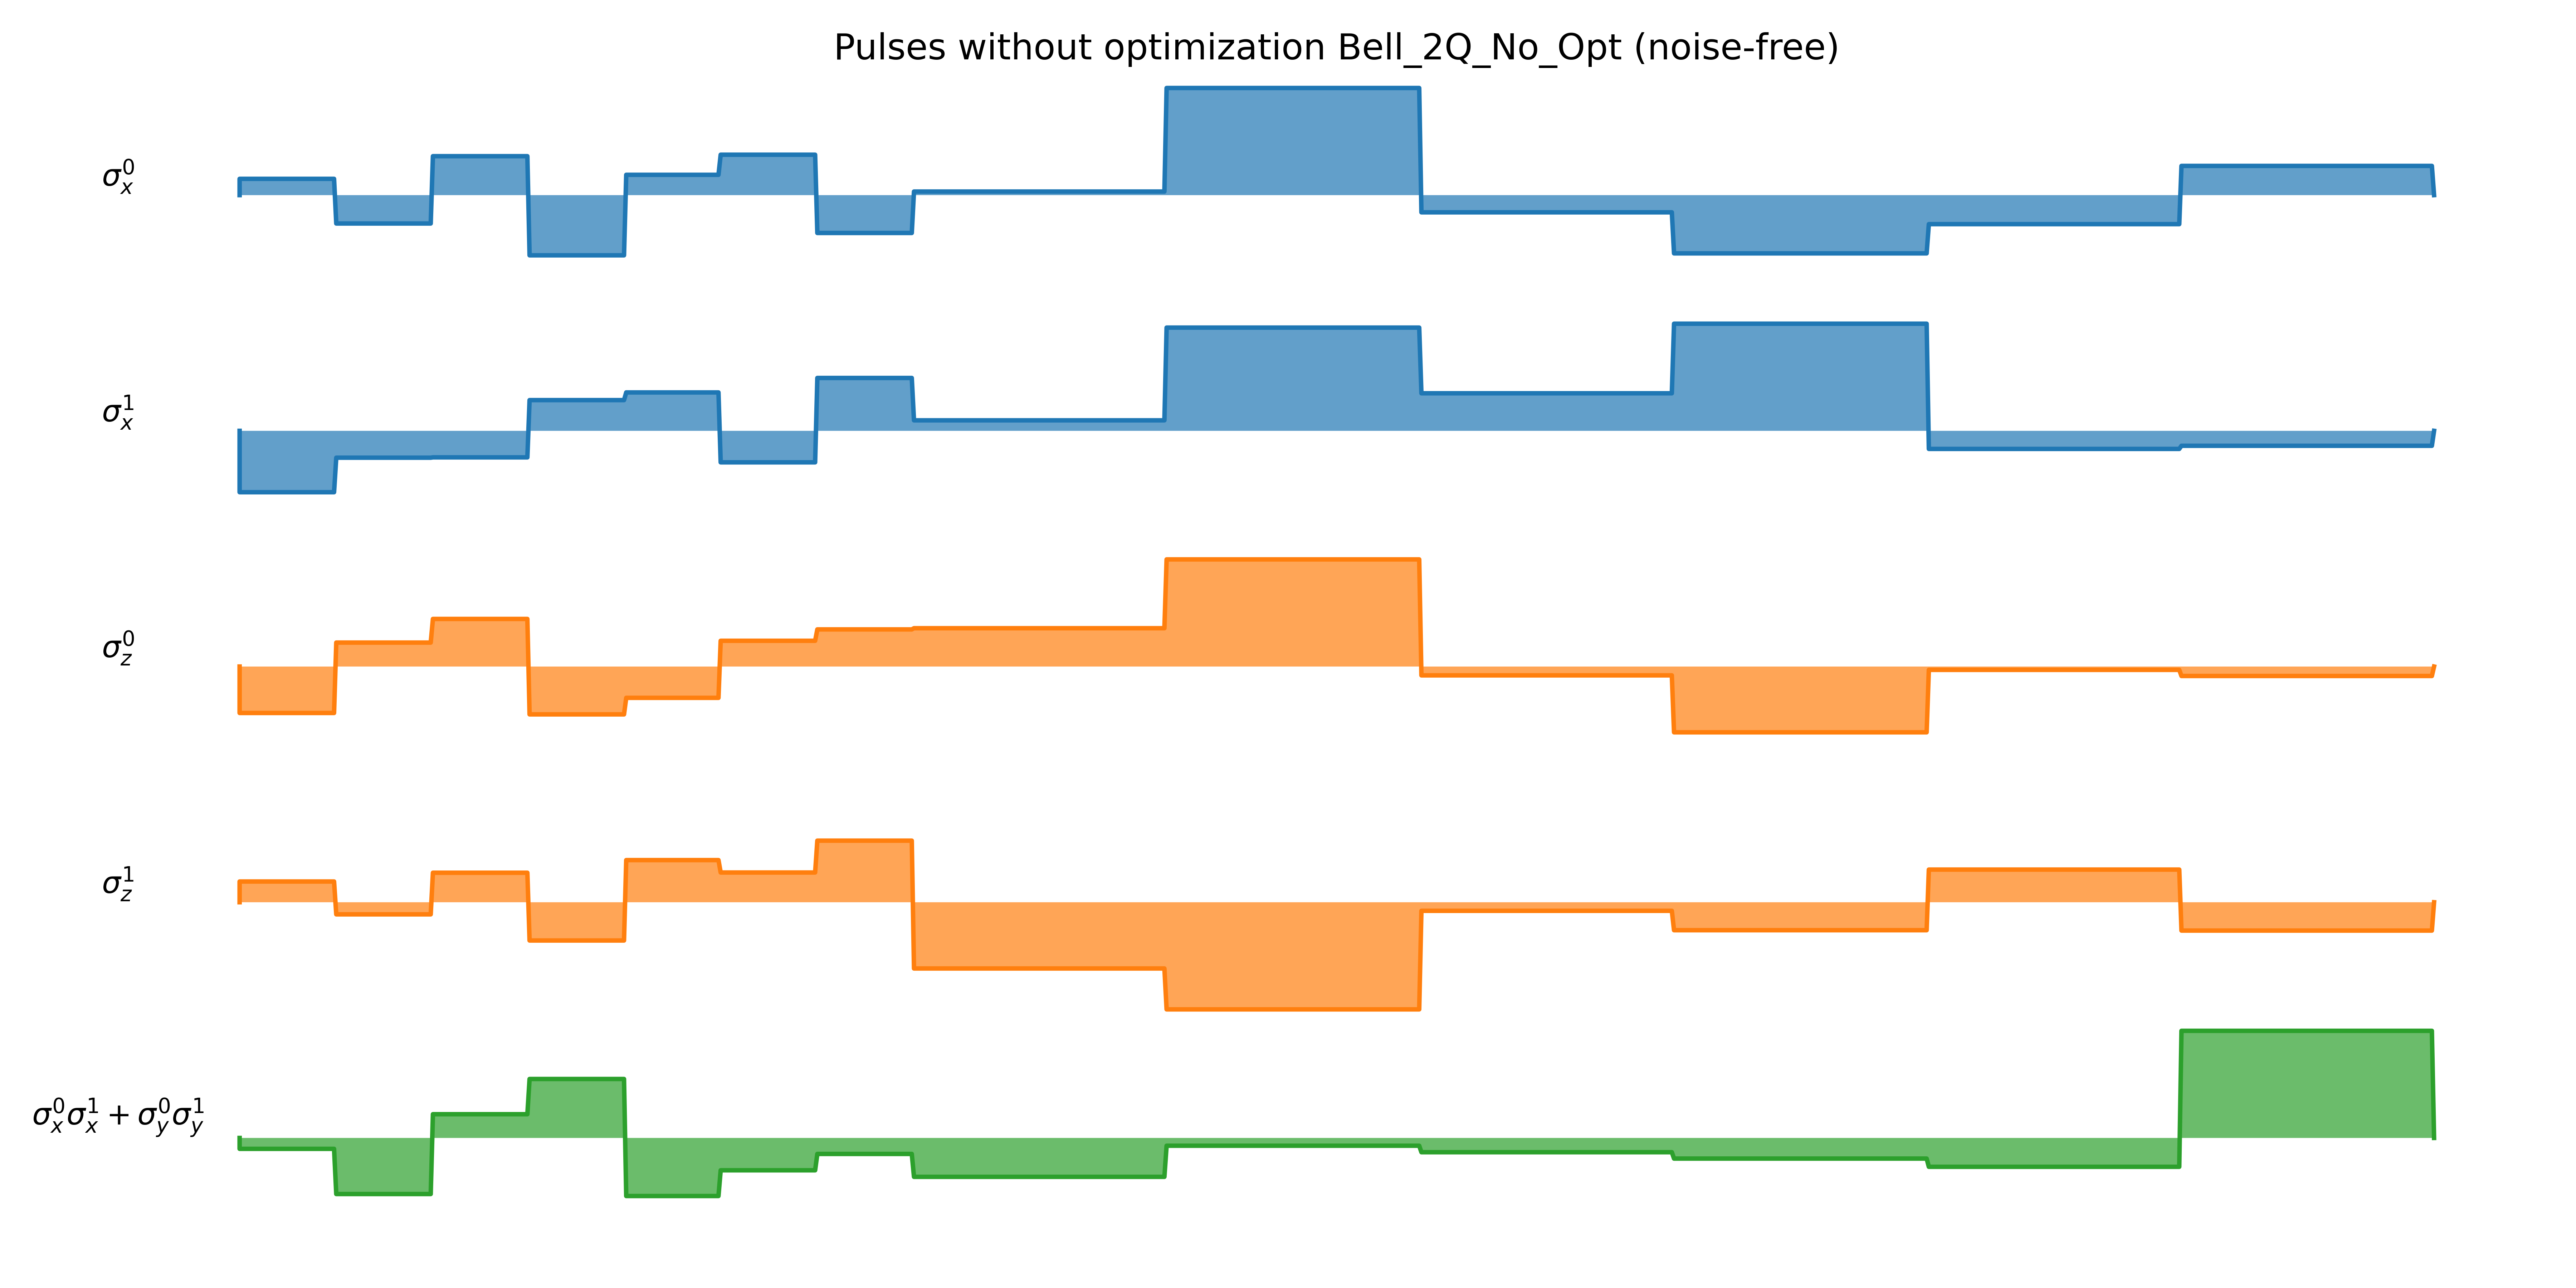 Pulses without optimization Bell_2Q_No_Opt (noise-free)
σ_x^0
σ_x^1
σ_z^0
σ_z^1
σ_x^0σ_x^1 + σ_y^0σ_y^1